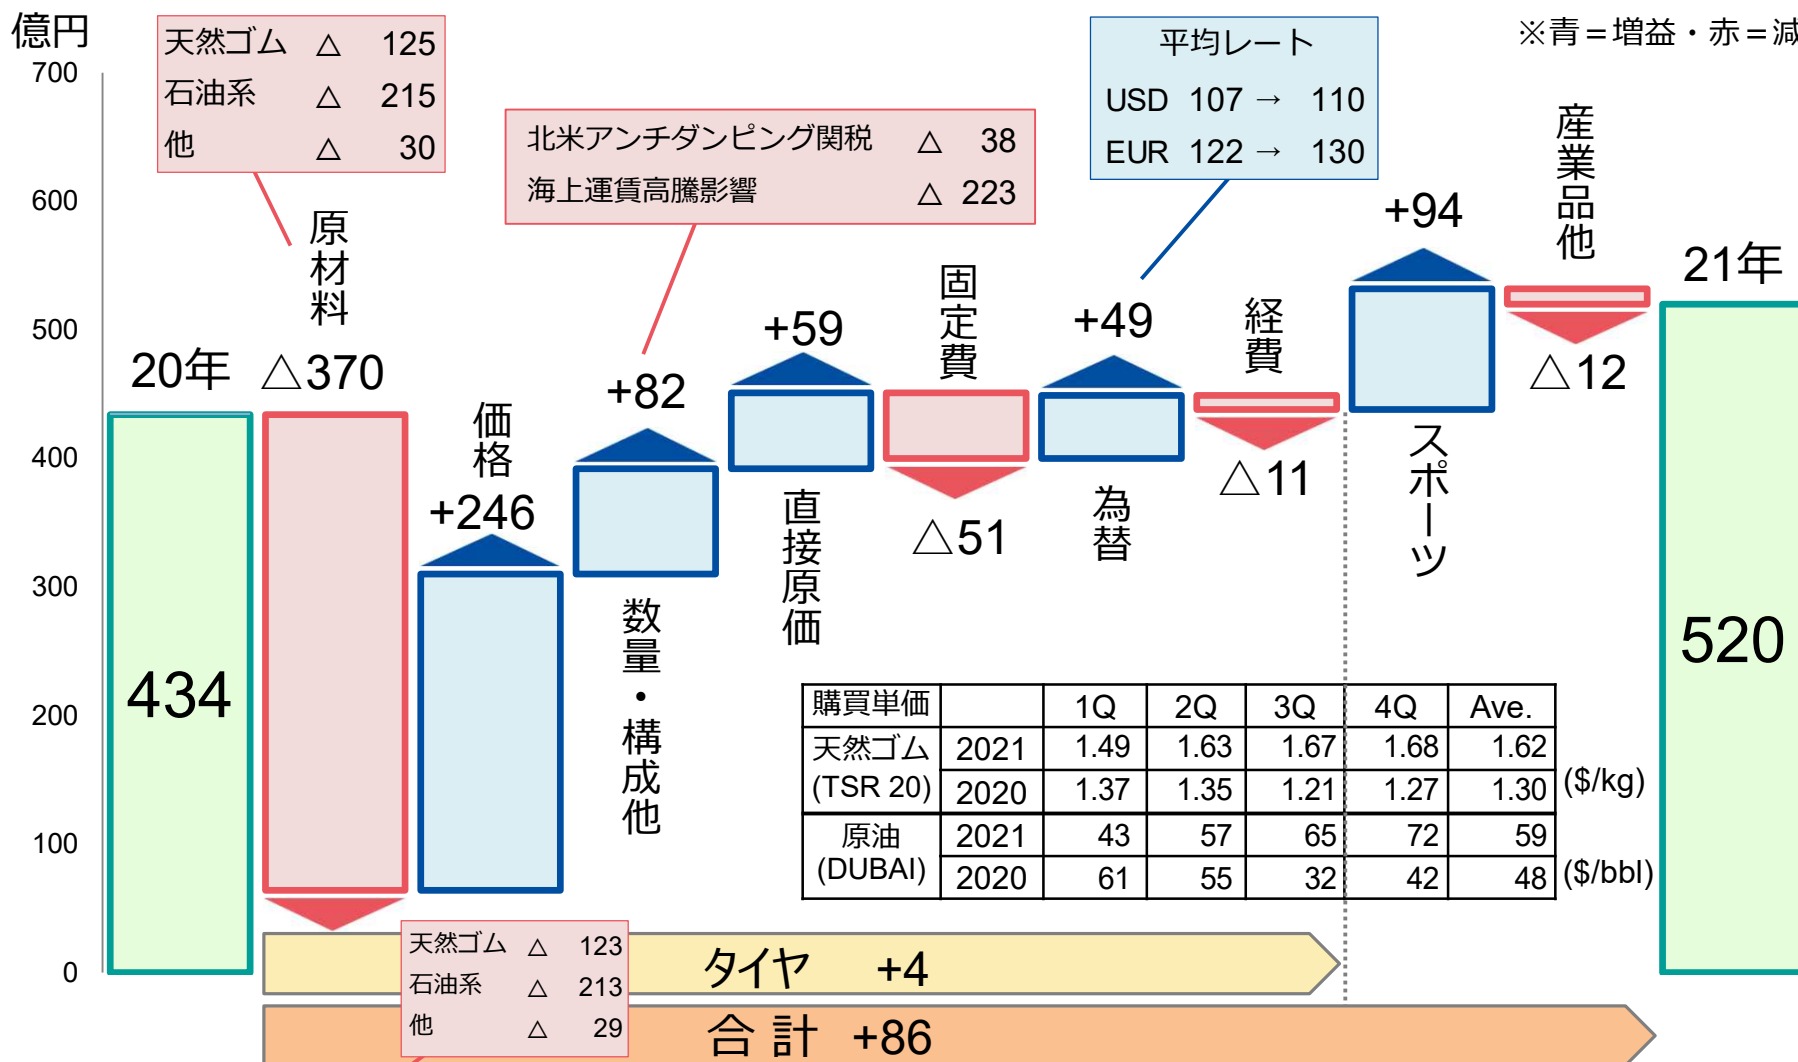 億円
※青＝増益・赤＝減
700
600
500
400
300
200
100
0
天然ゴム △ 125
石油系 △ 215
他 △ 30
北米アンチダンピング関税 △ 38
海上運賃高騰影響 △ 223
平均レート
USD 107 → 110
EUR 122 → 130
20年
434
原材料
△370
価格
+246
+82
数量・構成他
+59
直接原価
固定費
△51
+49
為替
経費
△11
+94
スポーツ
産業品他
△12
21年
520
購買単価 1Q 2Q 3Q 4Q Ave.
天然ゴム 2021 1.49 1.63 1.67 1.68 1.62
(TSR 20) 2020 1.37 1.35 1.21 1.27 1.30
($/kg)
原油 2021 43 57 65 72 59
(DUBAI) 2020 61 55 32 42 48
($/bbl)
天然ゴム △ 123
石油系 △ 213
他 △ 29
タイヤ +4
合計 +86